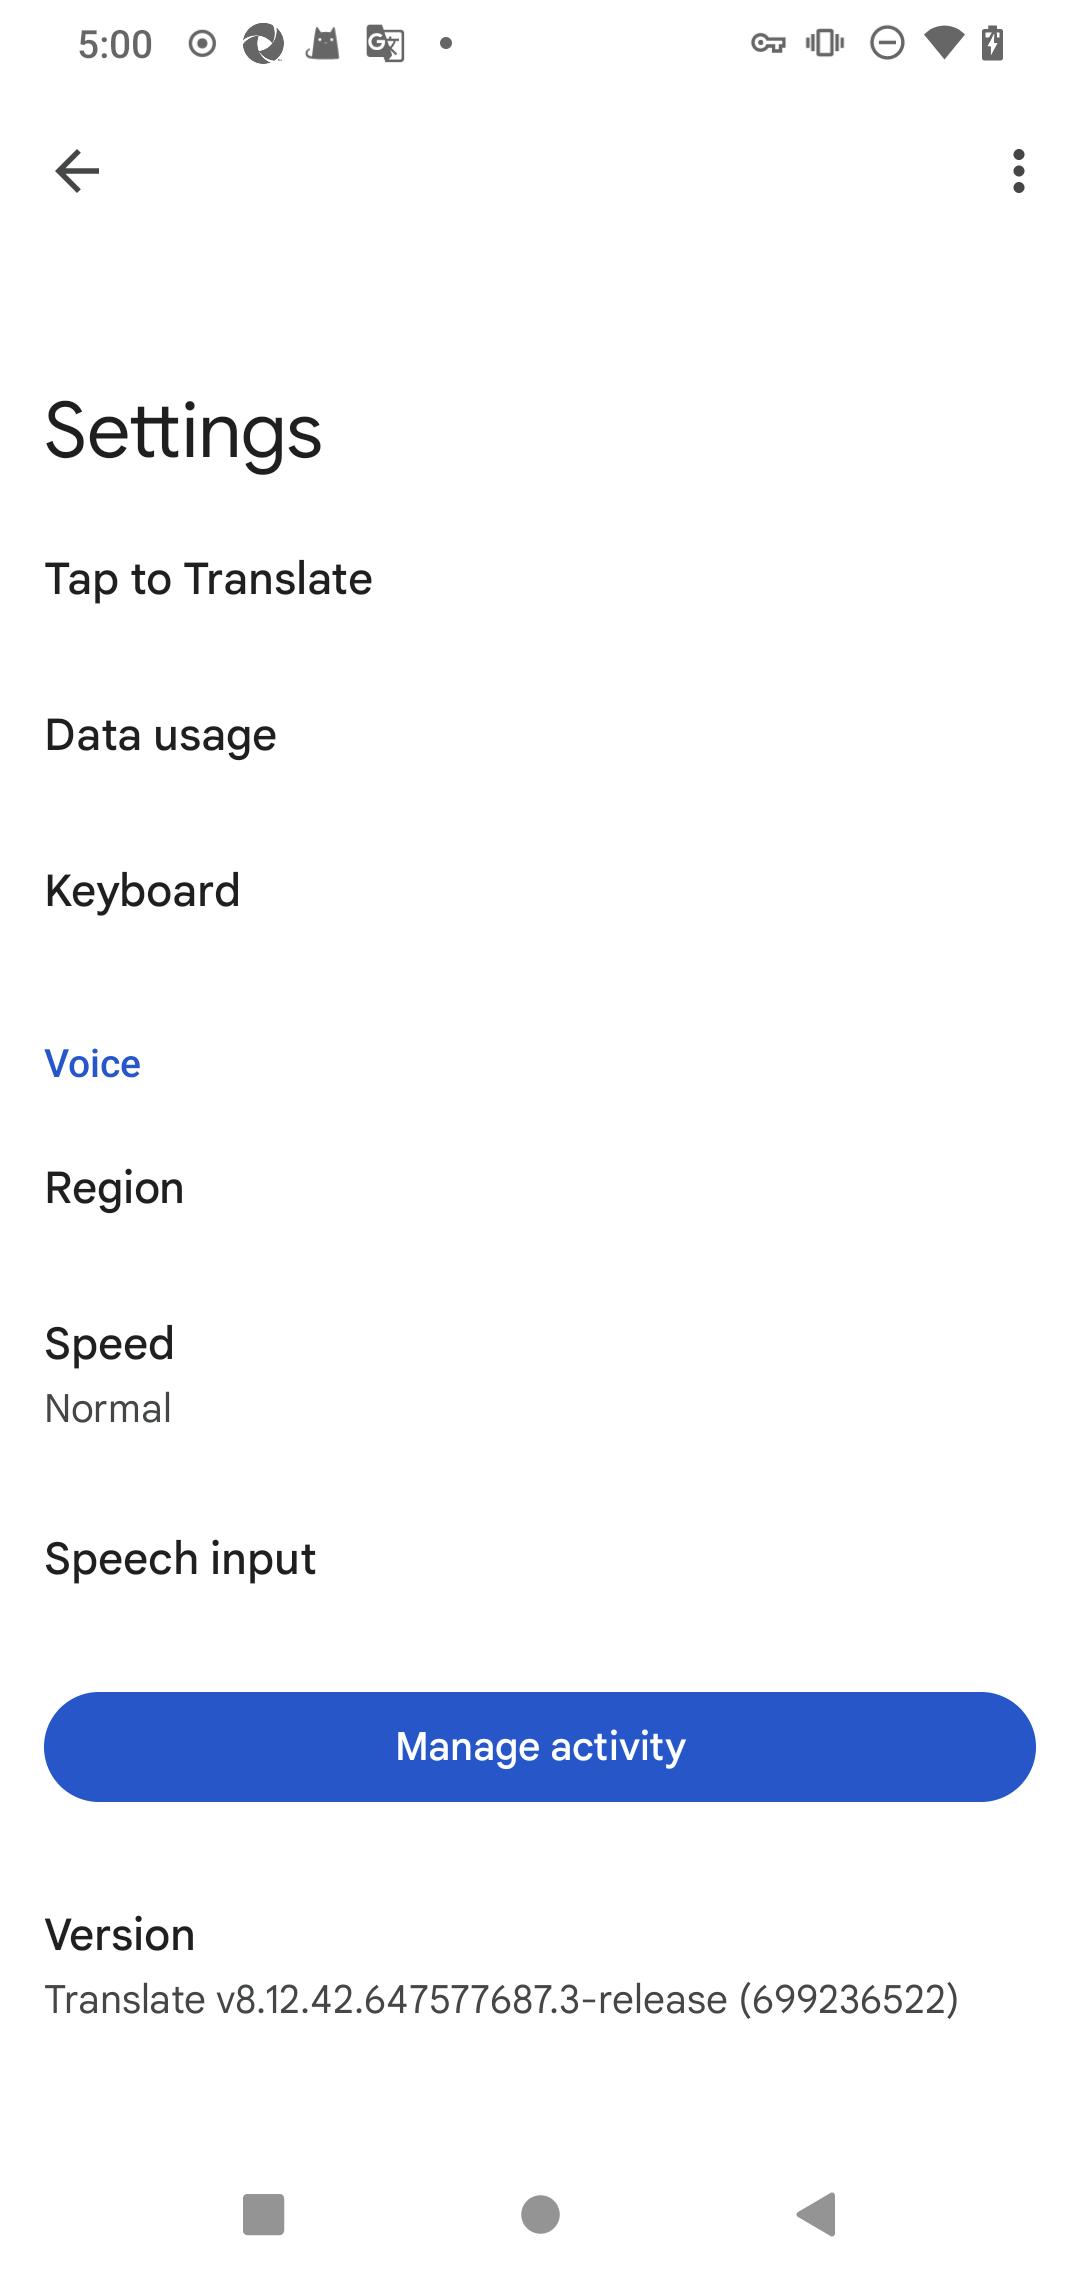 5:00
Settings
Tap to Translate
Data usage
Keyboard
Voice
Region
Speed
Normal
Speech input
Manage activity
Version
Translate v8.12.42.647577687.3-release (699236522)